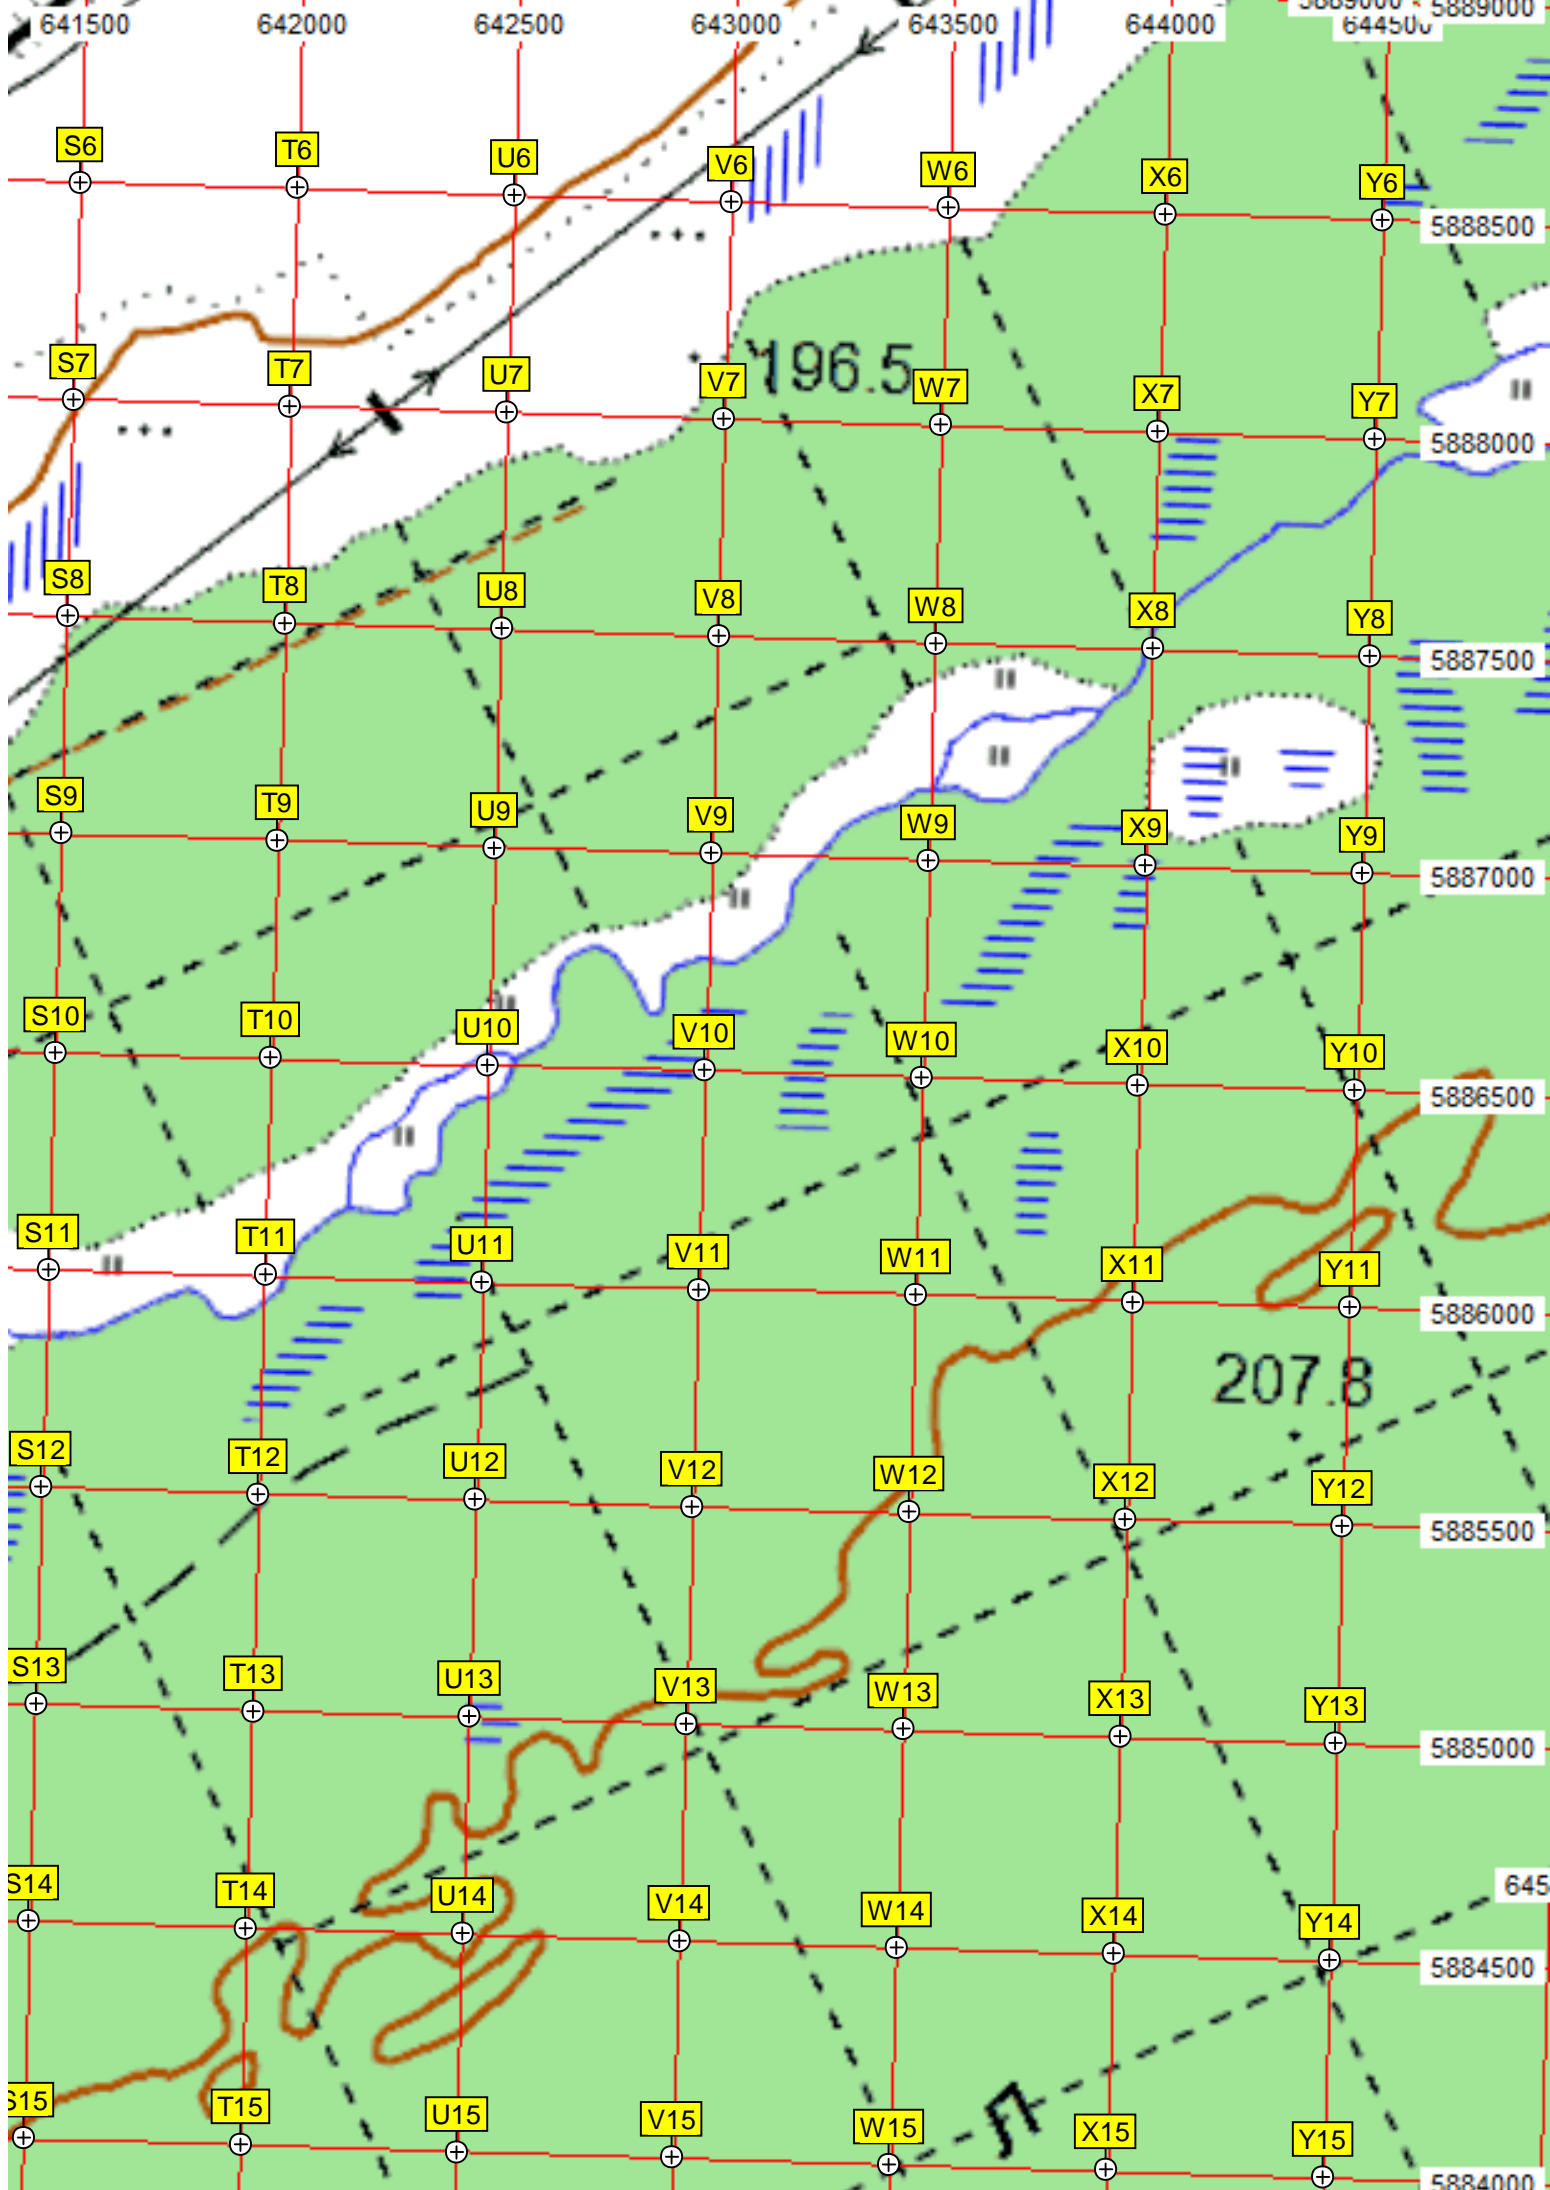 5889000
5889000
641500 642000 642500 643000 643500 644000 644500
S6 T6 U6 V6 W6 X6 Y6
5888500
196.5
S7 T7 U7 V7 W7 X7 Y7
5888000
S8 T8 U8 V8 W8 X8 Y8
5887500
S9 T9 U9 V9 W9 X9 Y9
5887000
S10 T10 U10 V10 W10 X10 Y10
5886500
S11 T11 U11 V11 W11 X11 Y11
5886000
207.8
S12 T12 U12 V12 W12 X12 Y12
5885500
S13 T13 U13 V13 W13 X13 Y13
5885000
645
S14 T14 U14 V14 W14 X14 Y14
5884500
S15 T15 U15 V15 W15 X15 Y15
Л
5884000